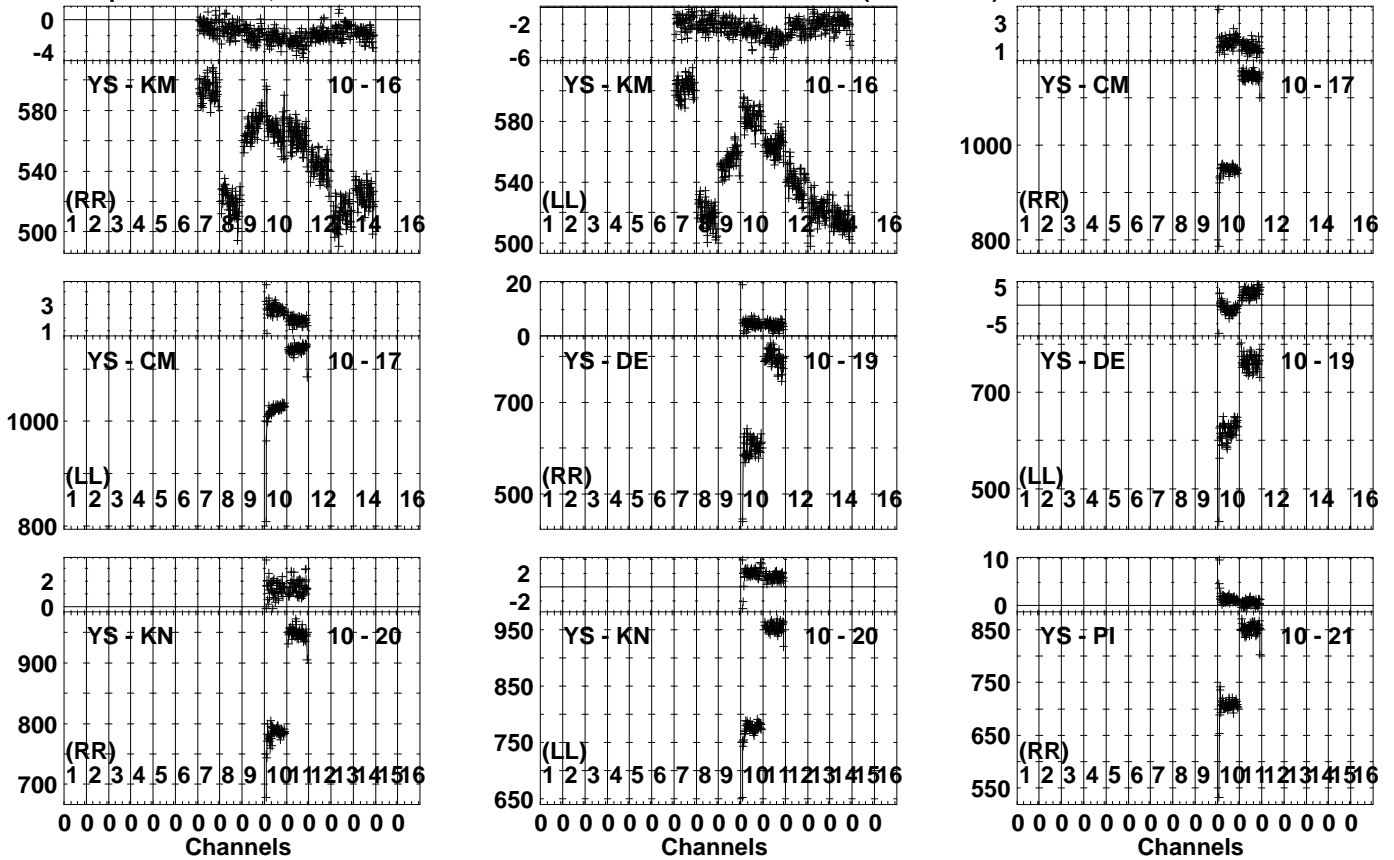 0
-4
YS - KM 10 - 16
580
540
500
(RR)
1 2 3 4 5 6 7 8 9 10 12 14 16
-2
-6
YS - KM 10 - 16
580
540
500
(LL)
1 2 3 4 5 6 7 8 9 10 12 14 16
3
1
YS - CM 10 - 17
1000
800
(RR)
1 2 3 4 5 6 7 8 9 10 12 14 16
3
1
YS - CM 10 - 17
1000
800
(LL)
1 2 3 4 5 6 7 8 9 10 12 14 16
20
0
YS - DE 10 - 19
700
500
(RR)
1 2 3 4 5 6 7 8 9 10 12 14 16
5
-5
YS - DE 10 - 19
700
500
(LL)
1 2 3 4 5 6 7 8 9 10 12 14 16
2
0
YS - KN 10 - 20
900
800
700
(RR)
1 2 3 4 5 6 7 8 9 10 11 12 13 14 15 16
2
-2
YS - KN 10 - 20
950
850
750
650
(LL)
1 2 3 4 5 6 7 8 9 10 11 12 13 14 15 16
10
0
YS - PI 10 - 21
850
750
650
550
(RR)
1 2 3 4 5 6 7 8 9 10 11 12 13 14 15 16
0 0 0 0 0 0 0 0 0 0 0 0 0 0 0 0
Channels
0 0 0 0 0 0 0 0 0 0 0 0 0 0 0 0
Channels
0 0 0 0 0 0 0 0 0 0 0 0 0 0 0 0
Channels